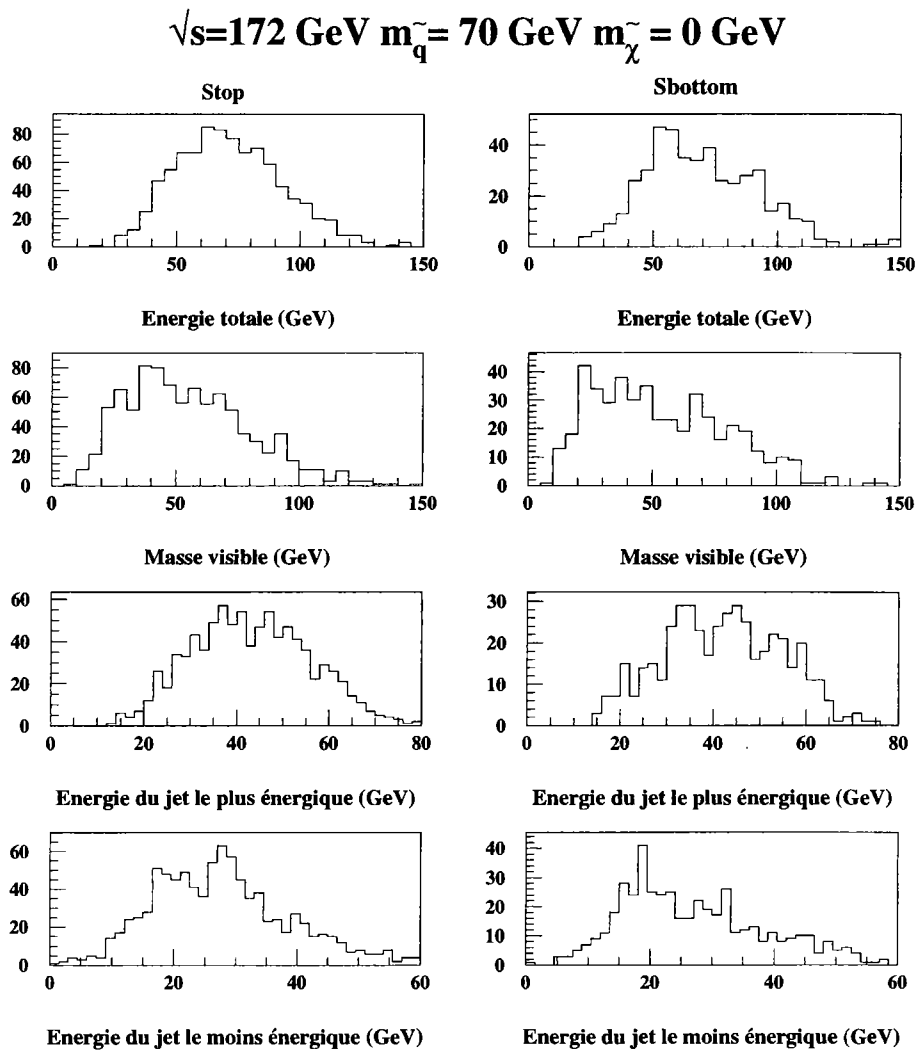 √s=172 GeV m_q̃= 70 GeV m_χ̃ = 0 GeV
Stop
Sbottom
80
60
40
20
0
0 50 100 150
40
20
0
0 50 100 150
Energie totale (GeV)
Energie totale (GeV)
80
60
40
20
0
0 50 100 150
40
30
20
10
0
0 50 100 150
Masse visible (GeV)
Masse visible (GeV)
60
40
20
0
0 20 40 60 80
30
20
10
0
0 20 40 60 80
Energie du jet le plus énergique (GeV)
Energie du jet le plus énergique (GeV)
60
40
20
0
0 20 40 60
40
30
20
10
0
0 20 40 60
Energie du jet le moins énergique (GeV)
Energie du jet le moins énergique (GeV)